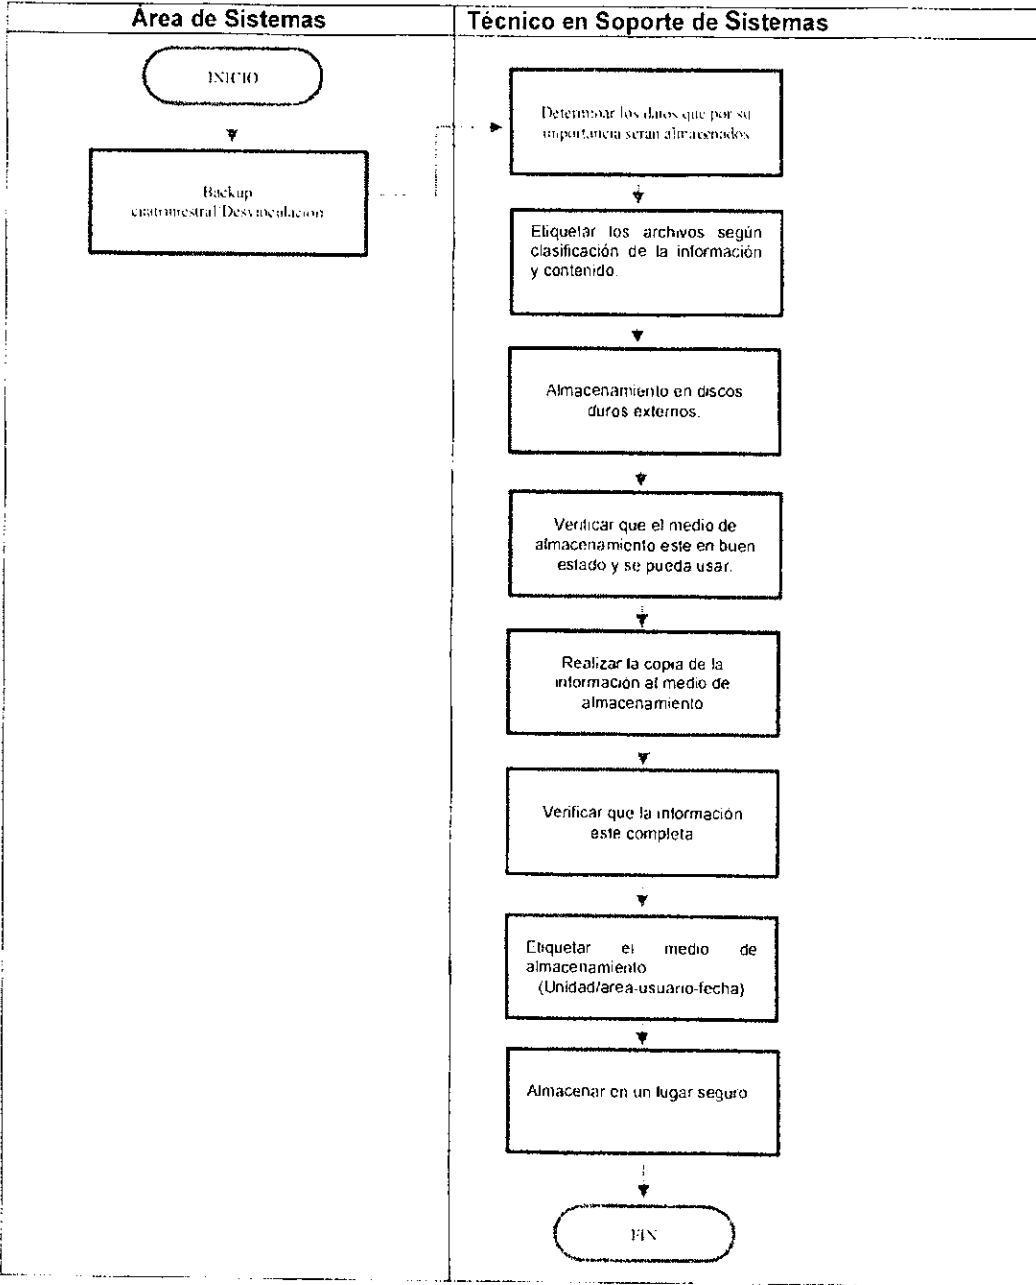 Área de Sistemas
Técnico en Soporte de Sistemas
INICIO
Backup
cuatrimestral/Desvinculación
Determinar los datos que por su
importancia serán almacenados
Etiquetar los archivos según
clasificación de la información
y contenido.
Almacenamiento en discos
duros externos.
Verificar que el medio de
almacenamiento este en buen
estado y se pueda usar.
Realizar la copia de la
información al medio de
almacenamiento
Verificar que la información
este completa
Etiquetar el medio de
almacenamiento
(Unidad/area-usuario-fecha)
Almacenar en un lugar seguro
FIN